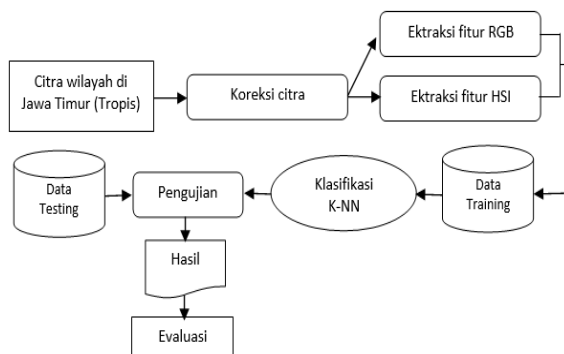 Ektraksi fitur RGB
Citra wilayah di
Jawa Timur (Tropis)
Koreksi citra
Ektraksi fitur HSI
Data
Testing
Pengujian
Klasifikasi
K-NN
Data
Training
Hasil
Evaluasi